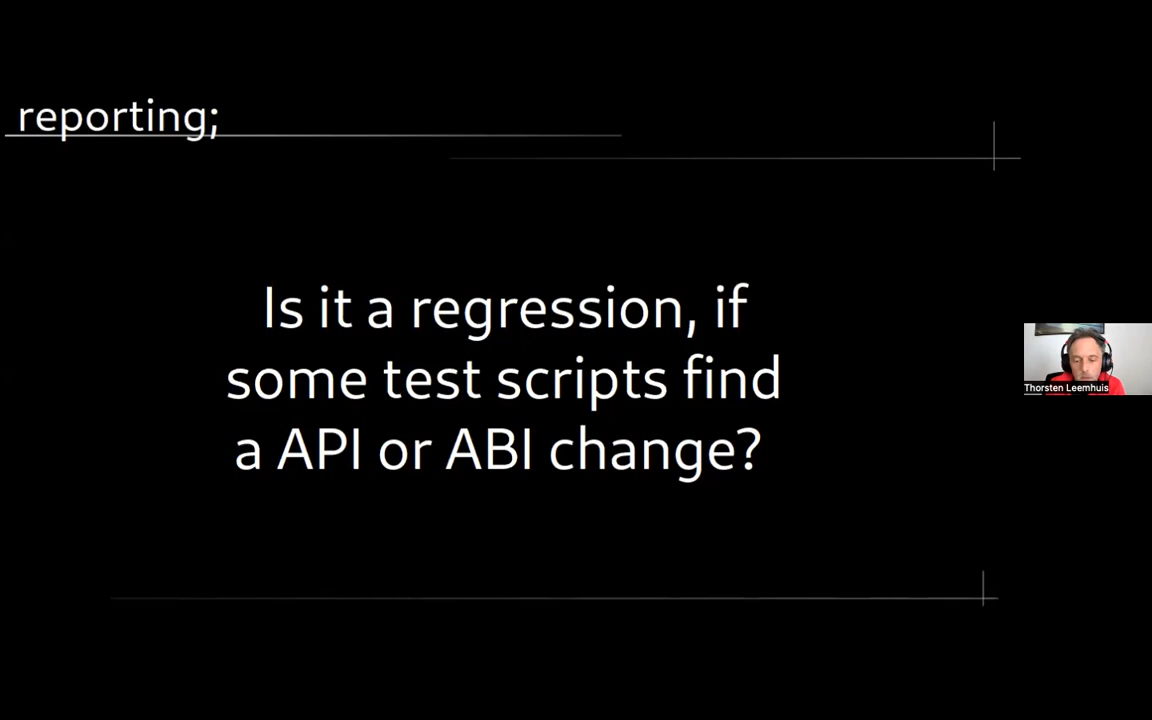 reporting;
Is it a regression, if
some test scripts find
a API or ABI change?
Thorsten Leemhuis